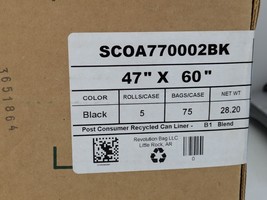 3651864
SCOA770002BK
47" X 60"
COLOR ROLLS/CASE BAGS/CASE NET WT
Black 5 75 28.20
Post Consumer Recycled Can Liner - B1 Blend
Revolution Bag LLC
Little Rock, AR